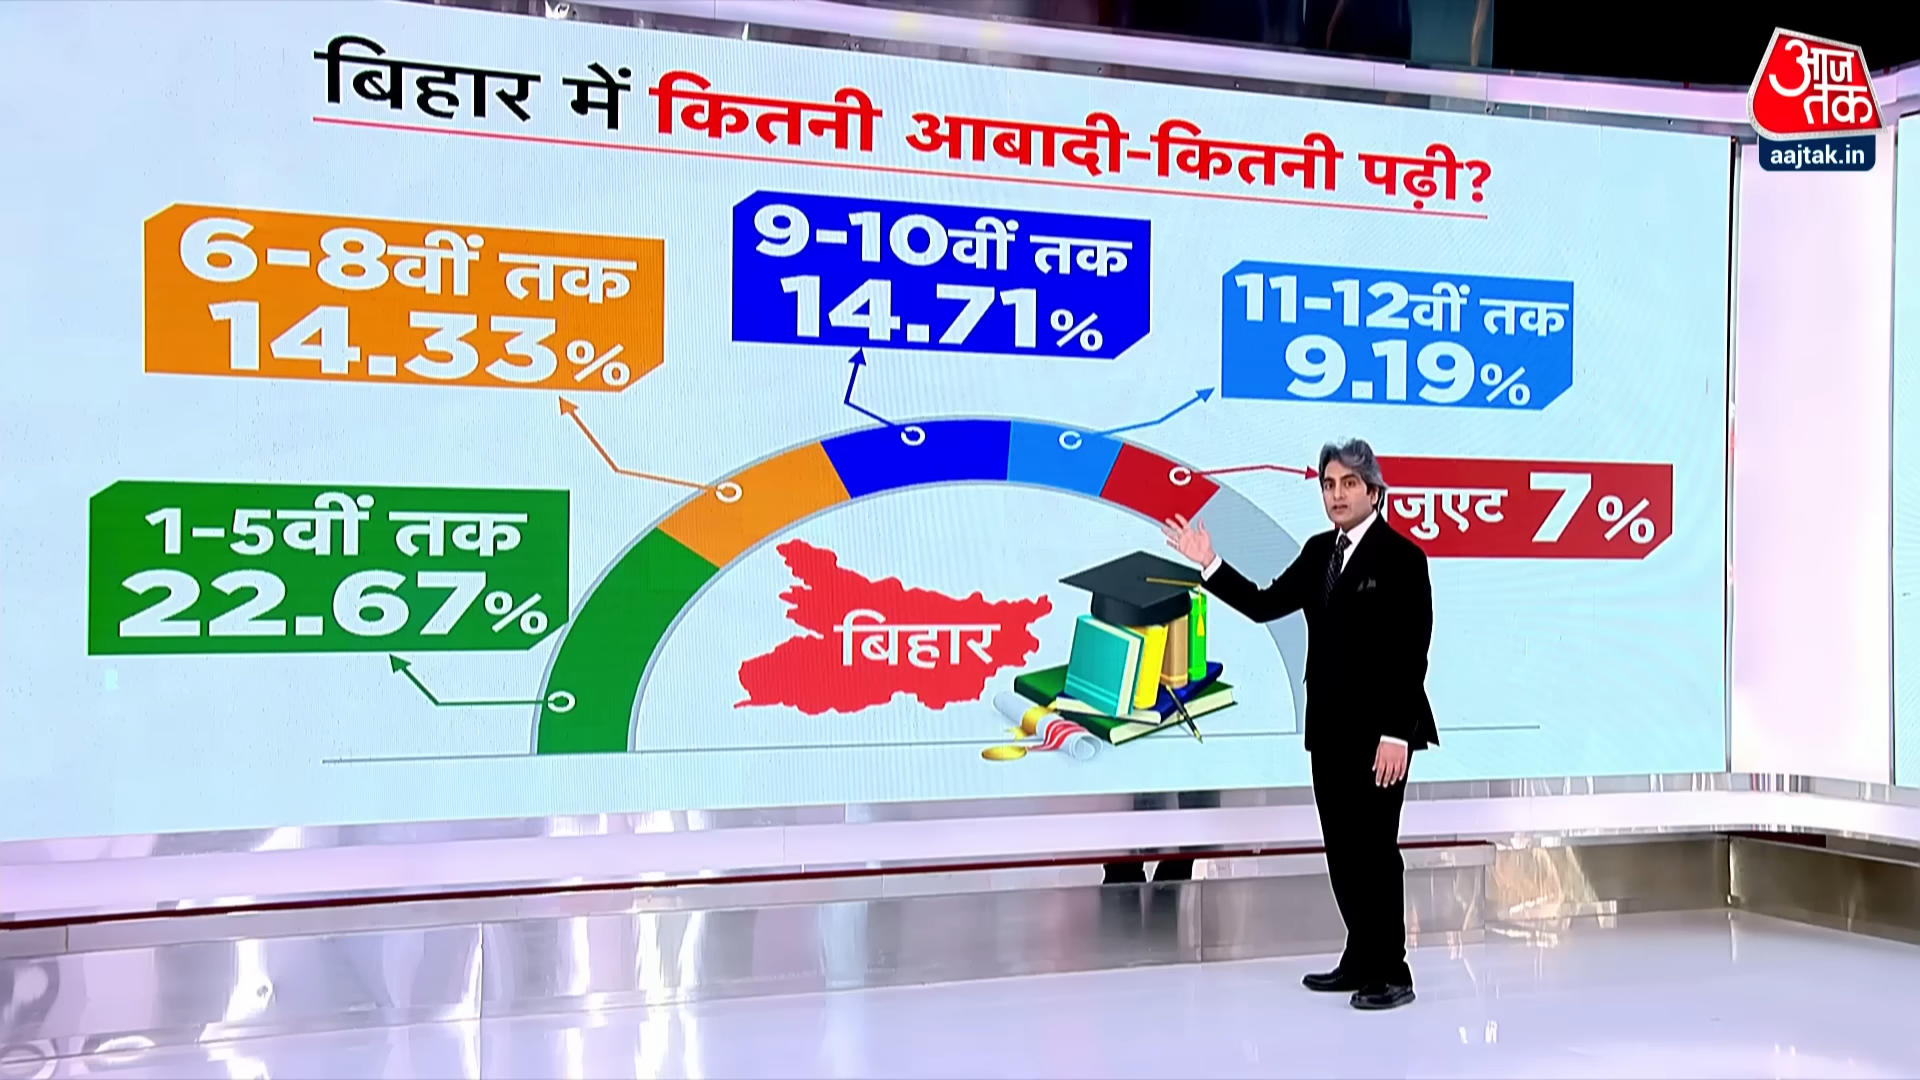 बिहार में कितनी आबादी-कितनी पढ़ी?
आज
तक
aajtak.in
6-8वीं तक
14.33%
9-10वीं तक
14.71%
11-12वीं तक
9.19%
1-5वीं तक
22.67%
7%
बिहार